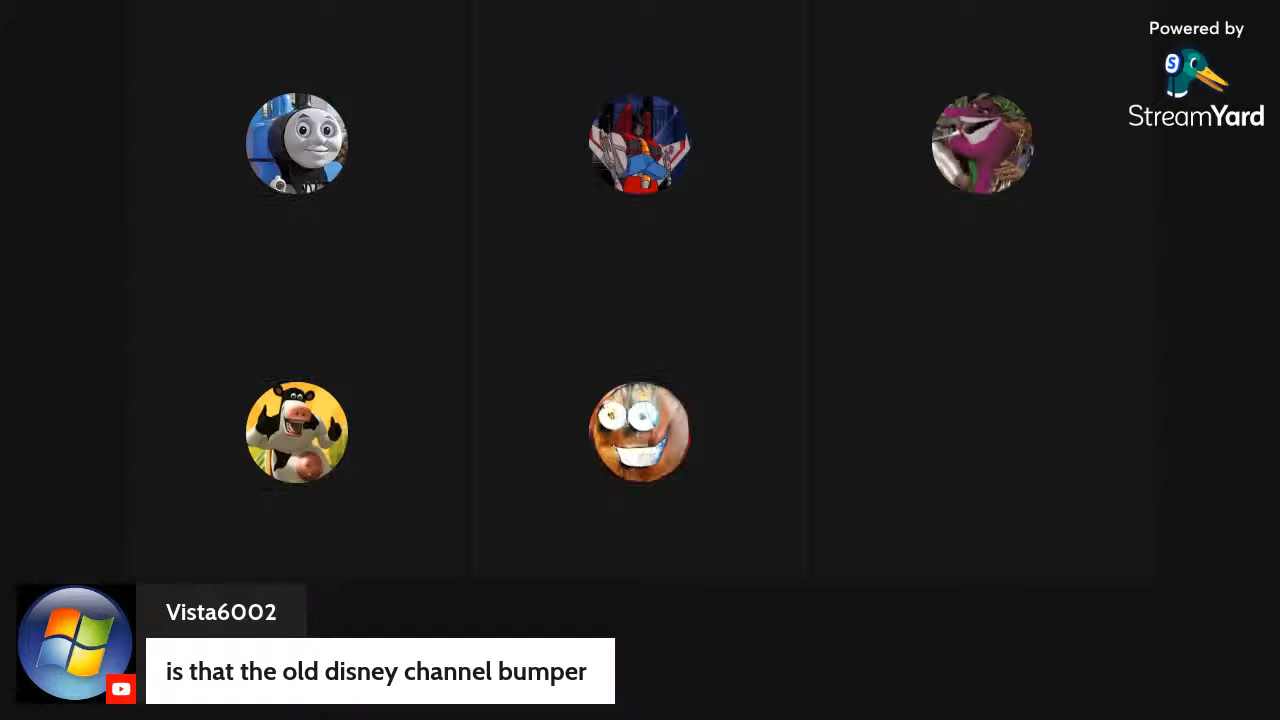 Powered by
S
StreamYard
Vista6002
is that the old disney channel bumper